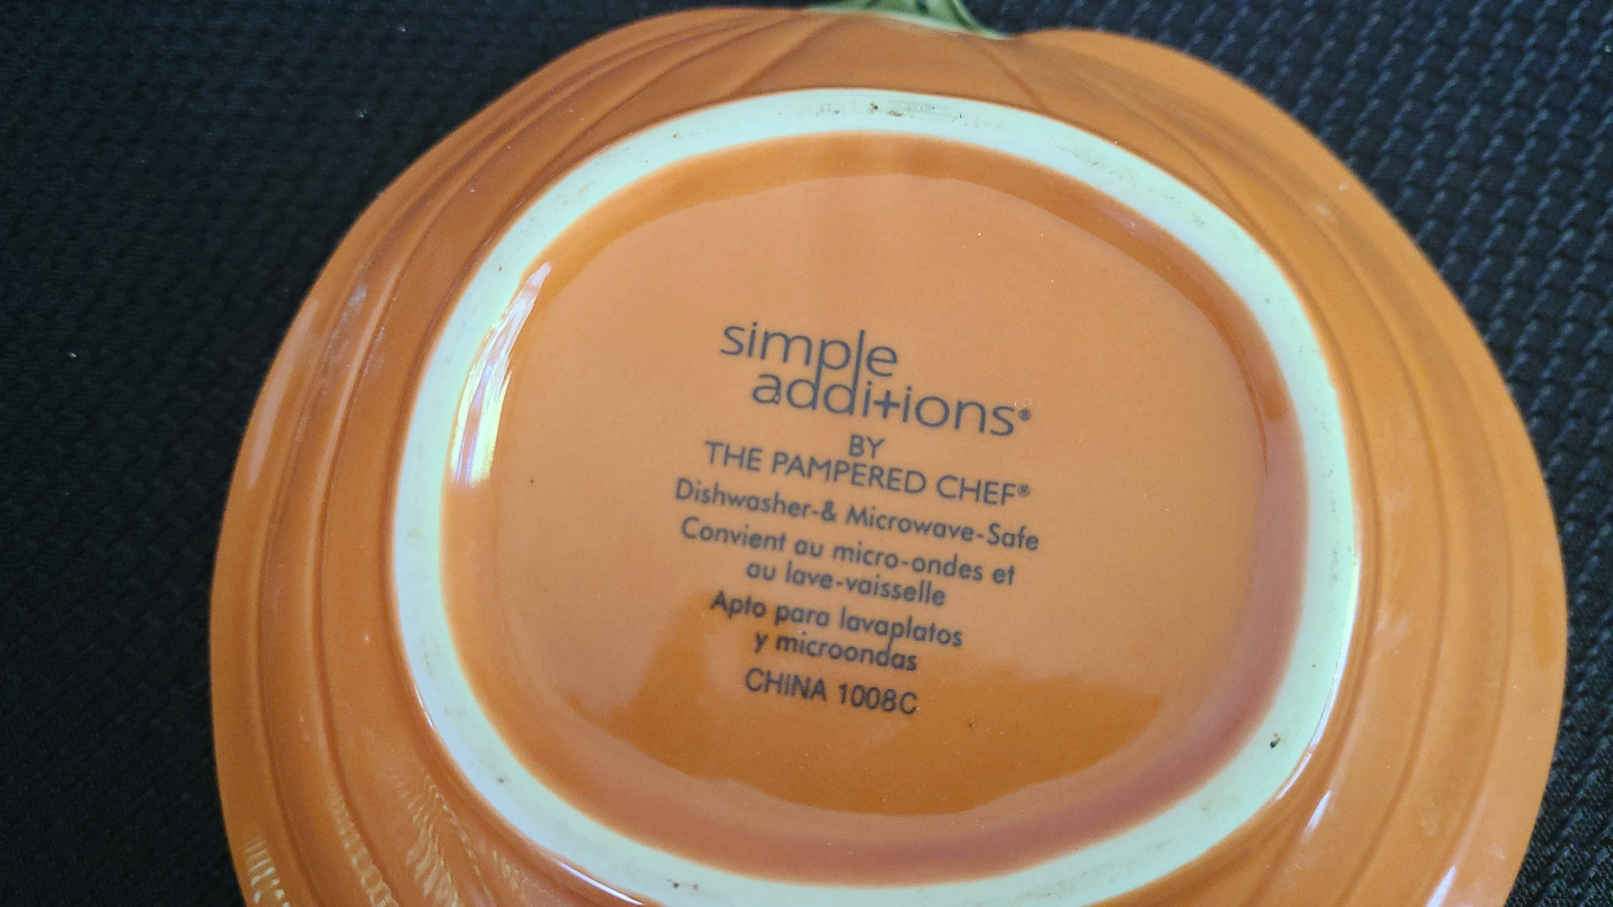 simple
additions®
BY
THE PAMPERED CHEF®
Dishwasher-& Microwave-Safe
Convient au micro-ondes et
au lave-vaisselle
Apto para lavaplatos
y microondas
CHINA 1008C